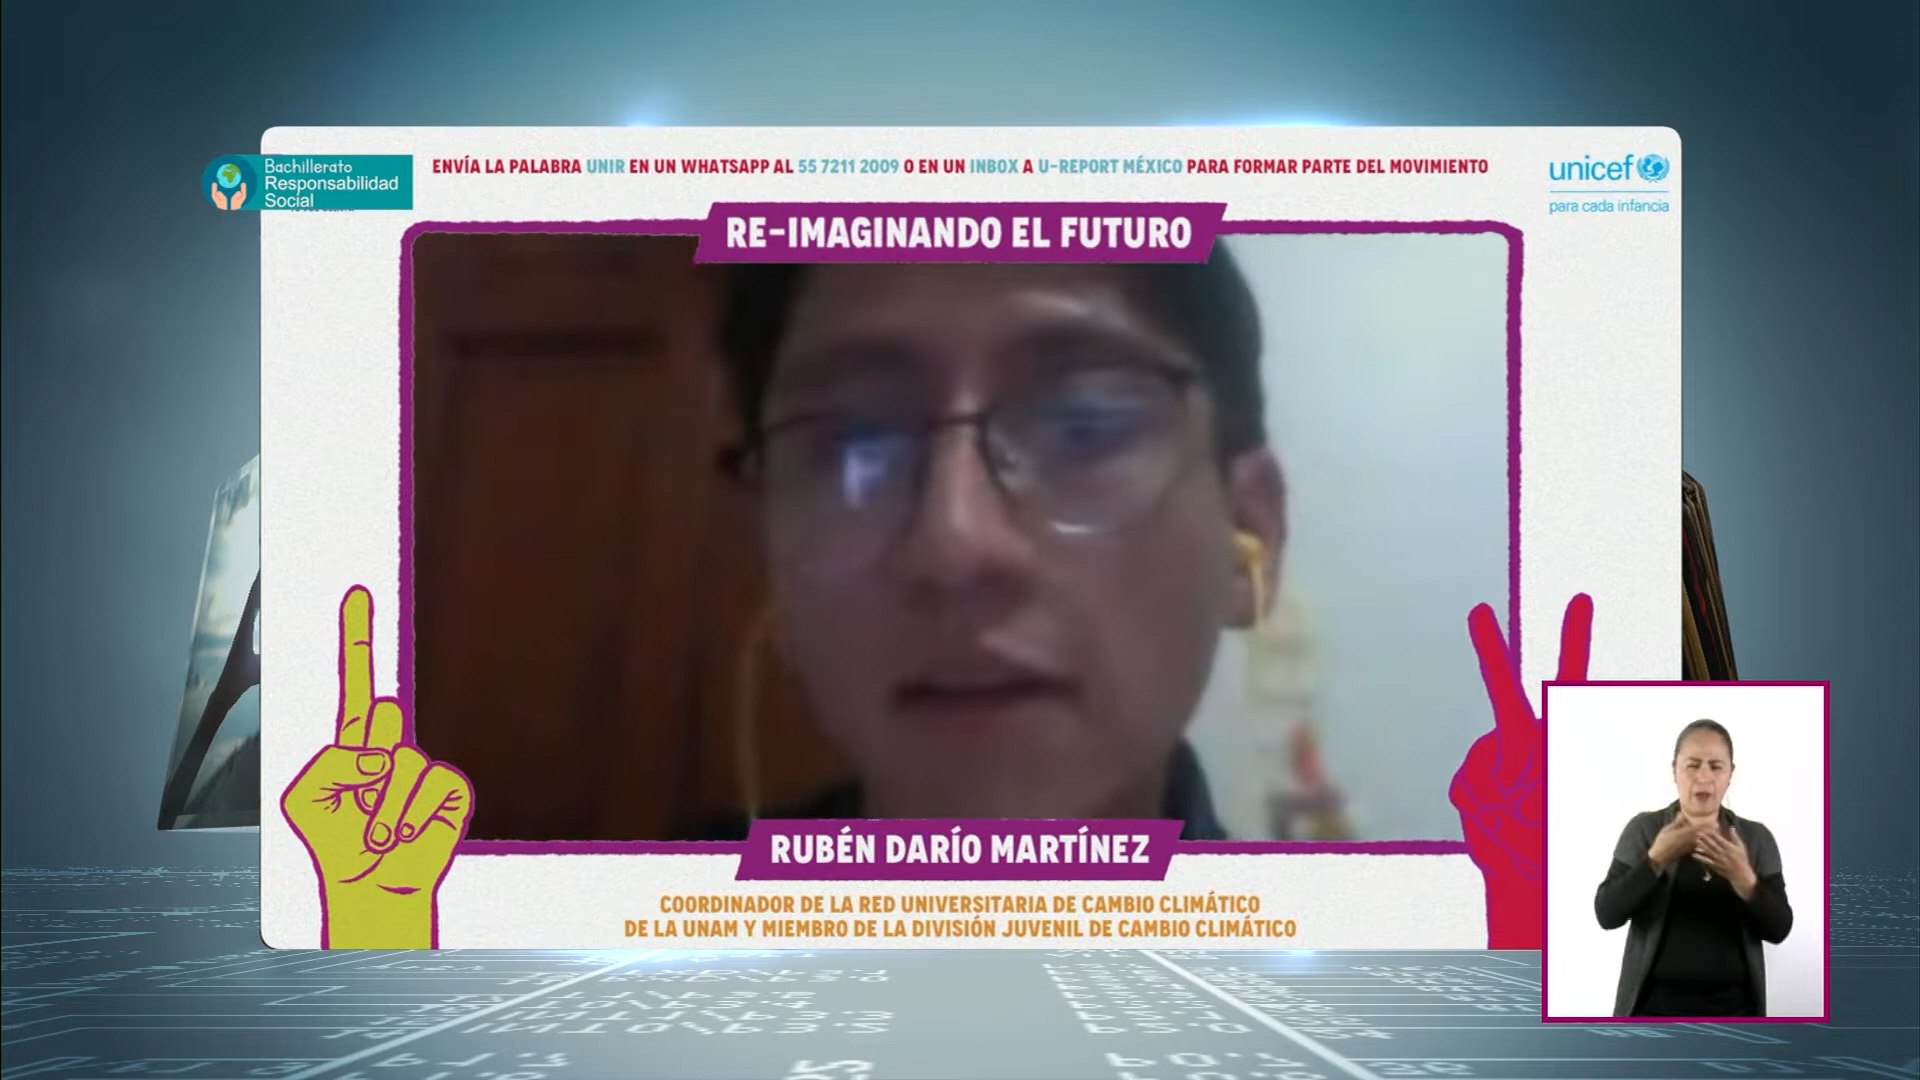 Bachillerato
Responsabilidad
Social
ENVÍA LA PALABRA UNIR EN UN WHATSAPP AL 55 7211 2009 O EN UN INBOX A U-REPORT MÉXICO PARA FORMAR PARTE DEL MOVIMIENTO
unicef
para cada infancia
RE-IMAGINANDO EL FUTURO
RUBÉN DARÍO MARTÍNEZ
COORDINADOR DE LA RED UNIVERSITARIA DE CAMBIO CLIMÁTICO
DE LA UNAM Y MIEMBRO DE LA DIVISIÓN JUVENIL DE CAMBIO CLIMÁTICO